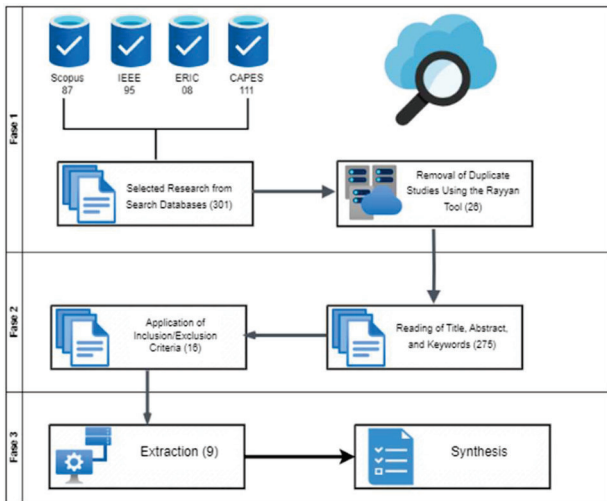 Fase 1
Scopus
87
IEEE
95
ERIC
08
CAPES
111
Selected Research from
Search Databases (301)
Removal of Duplicate
Studies Using the Rayyan
Tool (26)
Fase 2
Application of
Inclusion/Exclusion
Criteria (16)
Reading of Title, Abstract,
and Keywords (275)
Fase 3
Extraction (9)
Synthesis